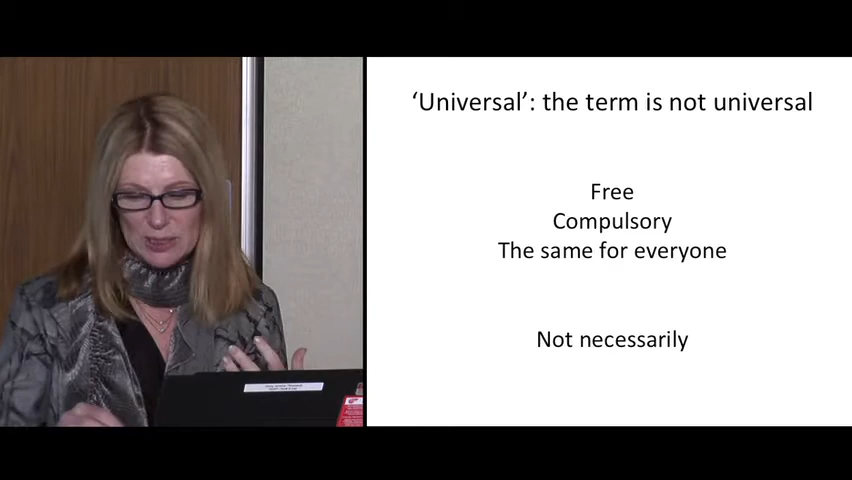 ‘Universal’: the term is not universal
Free
Compulsory
The same for everyone
Not necessarily